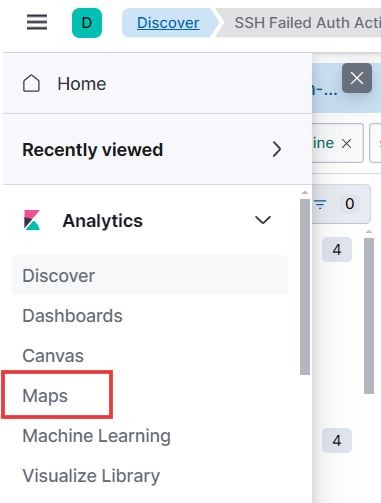 D Discover SSH Failed Auth Acti
Home
n-...
Recently viewed
ine
Analytics
0
4
Discover
Dashboards
Canvas
Maps
Machine Learning
4
Visualize Library